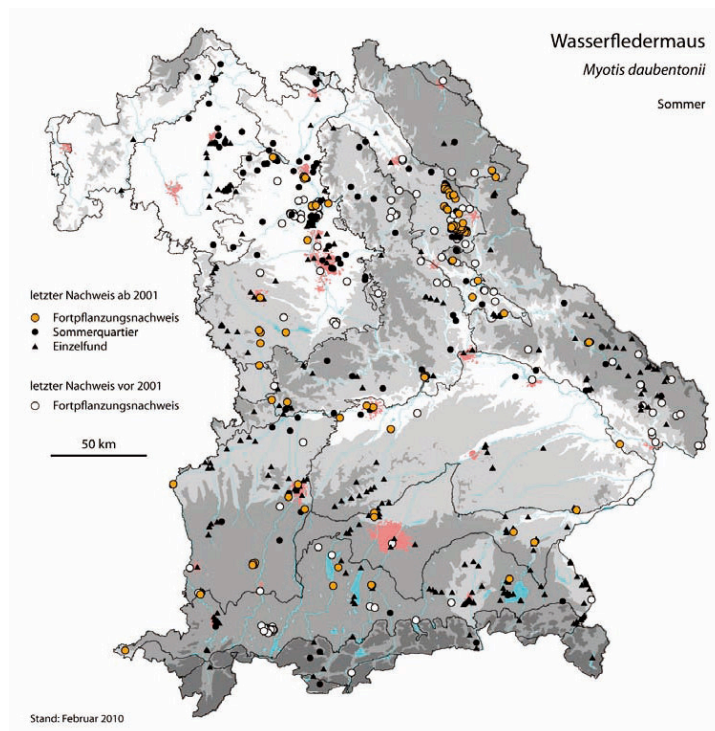 Wasserfledermaus
Myotis daubentonii
Sommer
letzter Nachweis ab 2001
Fortpflanzungsnachweis
Sommerquartier
Einzelfund
letzter Nachweis vor 2001
Fortpflanzungsnachweis
50 km
Stand: Februar 2010